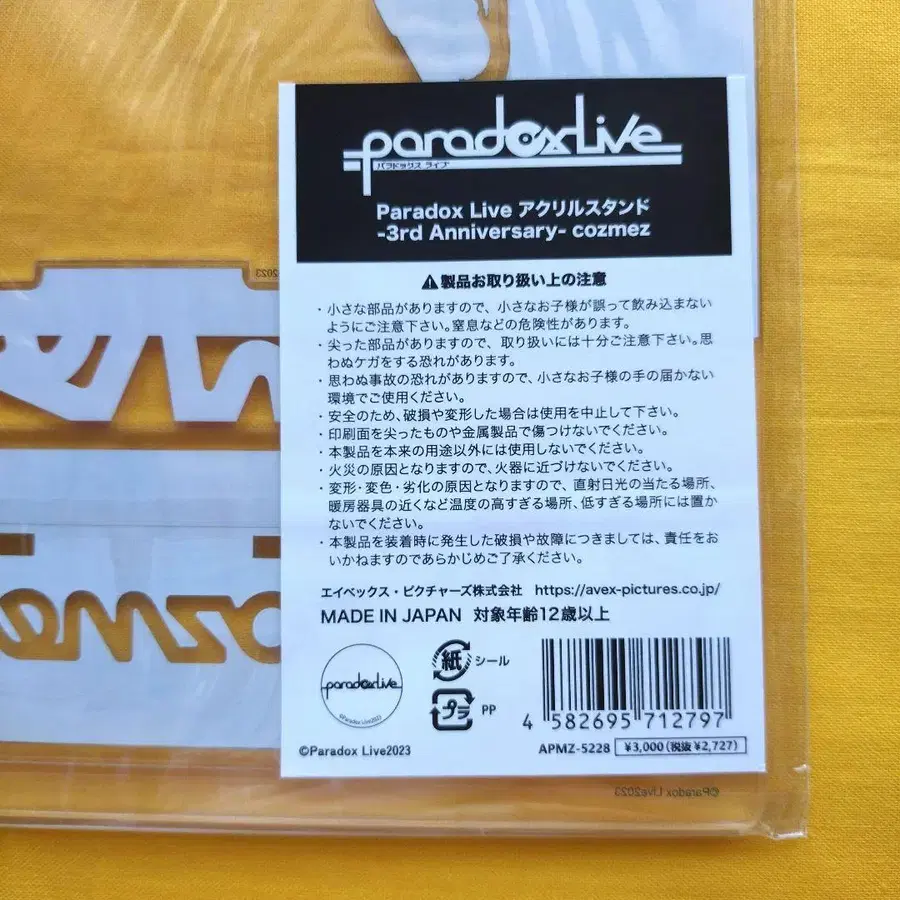 paradoxLive
パラドックス ライブ
Paradox Live アクリルスタンド
-3rd Anniversary- cozmez
⚠製品お取り扱い上の注意
・小さな部品がありますので、小さなお子様が誤って飲み込まない
ようにご注意下さい。窒息などの危険性があります。
・尖った部品がありますので、取り扱いには十分ご注意下さい。思
わぬケガをする恐れがあります。
・思わぬ事故の恐れがありますので、小さなお子様の手の届かない
環境でご使用ください。
・安全のため、破損や変形した場合は使用を中止して下さい。
・印刷面を尖ったものや金属製品で傷つけないでください。
・本製品を本来の用途以外には使用しないでください。
・火災の原因となりますので、火器に近づけないでください。
・変形・変色・劣化の原因となりますので、直射日光の当たる場所、
暖房器具の近くなど温度の高すぎる場所、低すぎる場所には置か
ないでください。
・本製品を装着時に発生した破損や故障につきましては、責任をお
いかねますのであらかじめご了承ください。
エイベックス・ピクチャーズ株式会社 https://avex-pictures.co.jp/
MADE IN JAPAN 対象年齢12歳以上
paradoxLive
©Paradox Live2023
紙 シール
プラ PP
4 582695 712797
©Paradox Live2023
APMZ-5228 ¥3,000(税抜¥2,727)
©Paradox Live2023
cozmez
2023